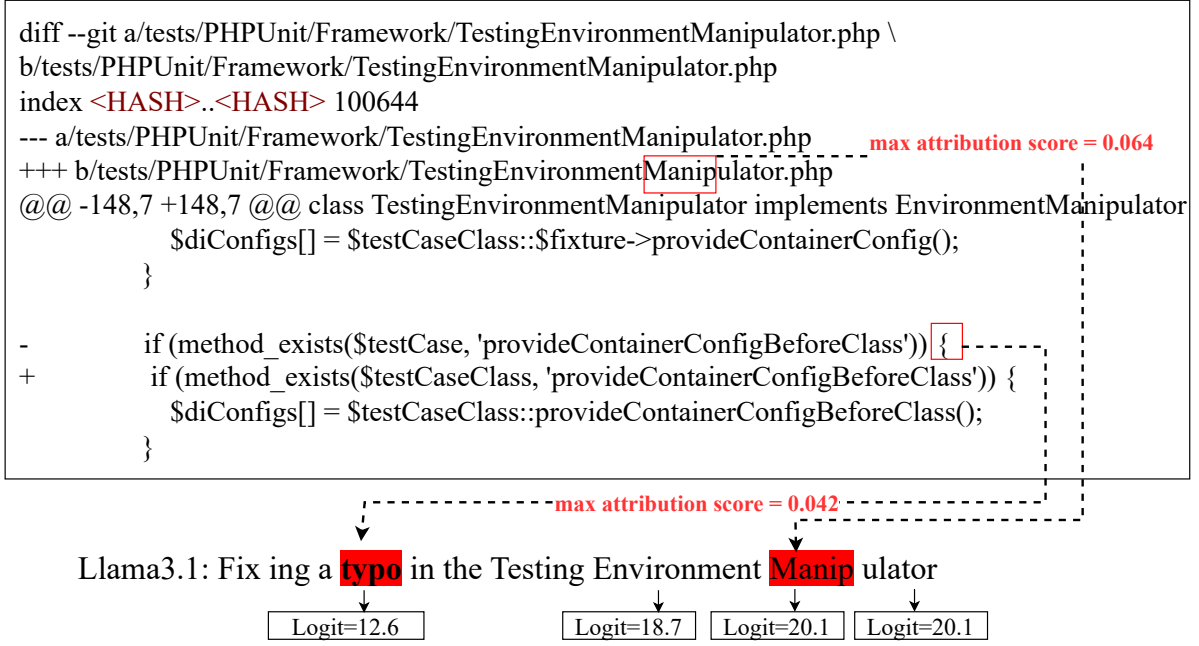 diff --git a/tests/PHPUnit/Framework/TestingEnvironmentManipulator.php \
b/tests/PHPUnit/Framework/TestingEnvironmentManipulator.php
index <HASH>..<HASH> 100644
--- a/tests/PHPUnit/Framework/TestingEnvironmentManipulator.php
max attribution score = 0.064
+++ b/tests/PHPUnit/Framework/TestingEnvironmentManipulator.php
@@ -148,7 +148,7 @@ class TestingEnvironmentManipulator implements EnvironmentManipulator
$diConfigs[] = $testCaseClass::$fixture->provideContainerConfig();
}
- if (method_exists($testCase, 'provideContainerConfigBeforeClass')) {
+ if (method_exists($testCaseClass, 'provideContainerConfigBeforeClass')) {
$diConfigs[] = $testCaseClass::provideContainerConfigBeforeClass();
}
max attribution score = 0.042
Llama3.1: Fix ing a typo in the Testing Environment Manip ulator
Logit=12.6 Logit=18.7 Logit=20.1 Logit=20.1